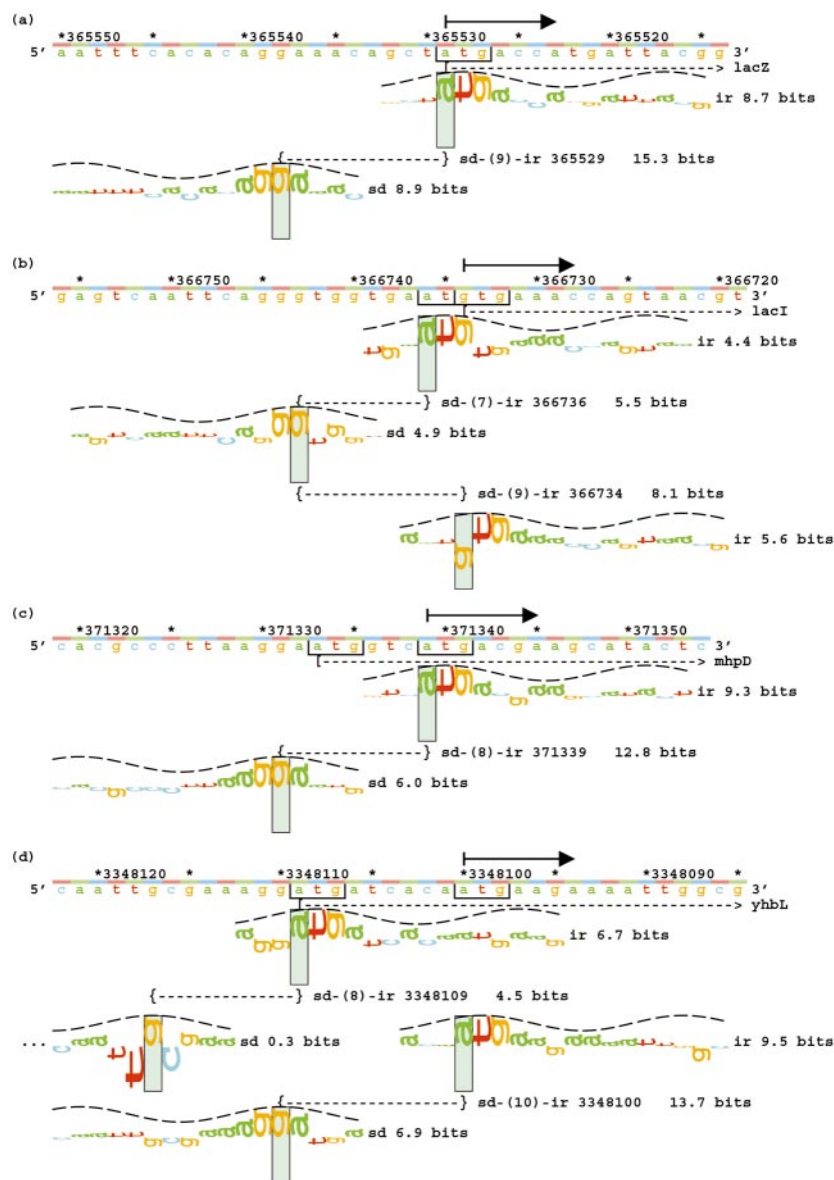 (a)
*365550 * *365540 * *365530 * *365520
5' a a t t t c a c a c a g g a a a c a g c t a t g a c c a t g a t t a c g g 3'
lacZ
ir 8.7 bits
{---------} sd-(9)-ir 365529 15.3 bits
sd 8.9 bits
(b)
* *366750 * *366740 * *366730 * *366720
5' g a g t c a a t t c a g g g t g g t g a a t g t g a a a c c a g t a a c g t 3'
lacI
ir 4.4 bits
{---------} sd-(7)-ir 366736 5.5 bits
sd 4.9 bits
{---------} sd-(9)-ir 366734 8.1 bits
ir 5.6 bits
(c)
*371320 * *371330 * *371340 * *371350
5' c a c g c c c t t a a g g a a t g g t c a t g a c g a a g c a t a c t c 3'
mhpD
ir 9.3 bits
{---------} sd-(8)-ir 371339 12.8 bits
sd 6.0 bits
(d)
*3348120 * *3348110 * *3348100 * *3348090 *
5' c a a t t g c g a a a g g a t g a t c a c a a t g a a g a a a a t t g g c g 3'
yhbL
ir 6.7 bits
{---------} sd-(8)-ir 3348109 4.5 bits
... sd 0.3 bits
ir 9.5 bits
{---------} sd-(10)-ir 3348100 13.7 bits
sd 6.9 bits